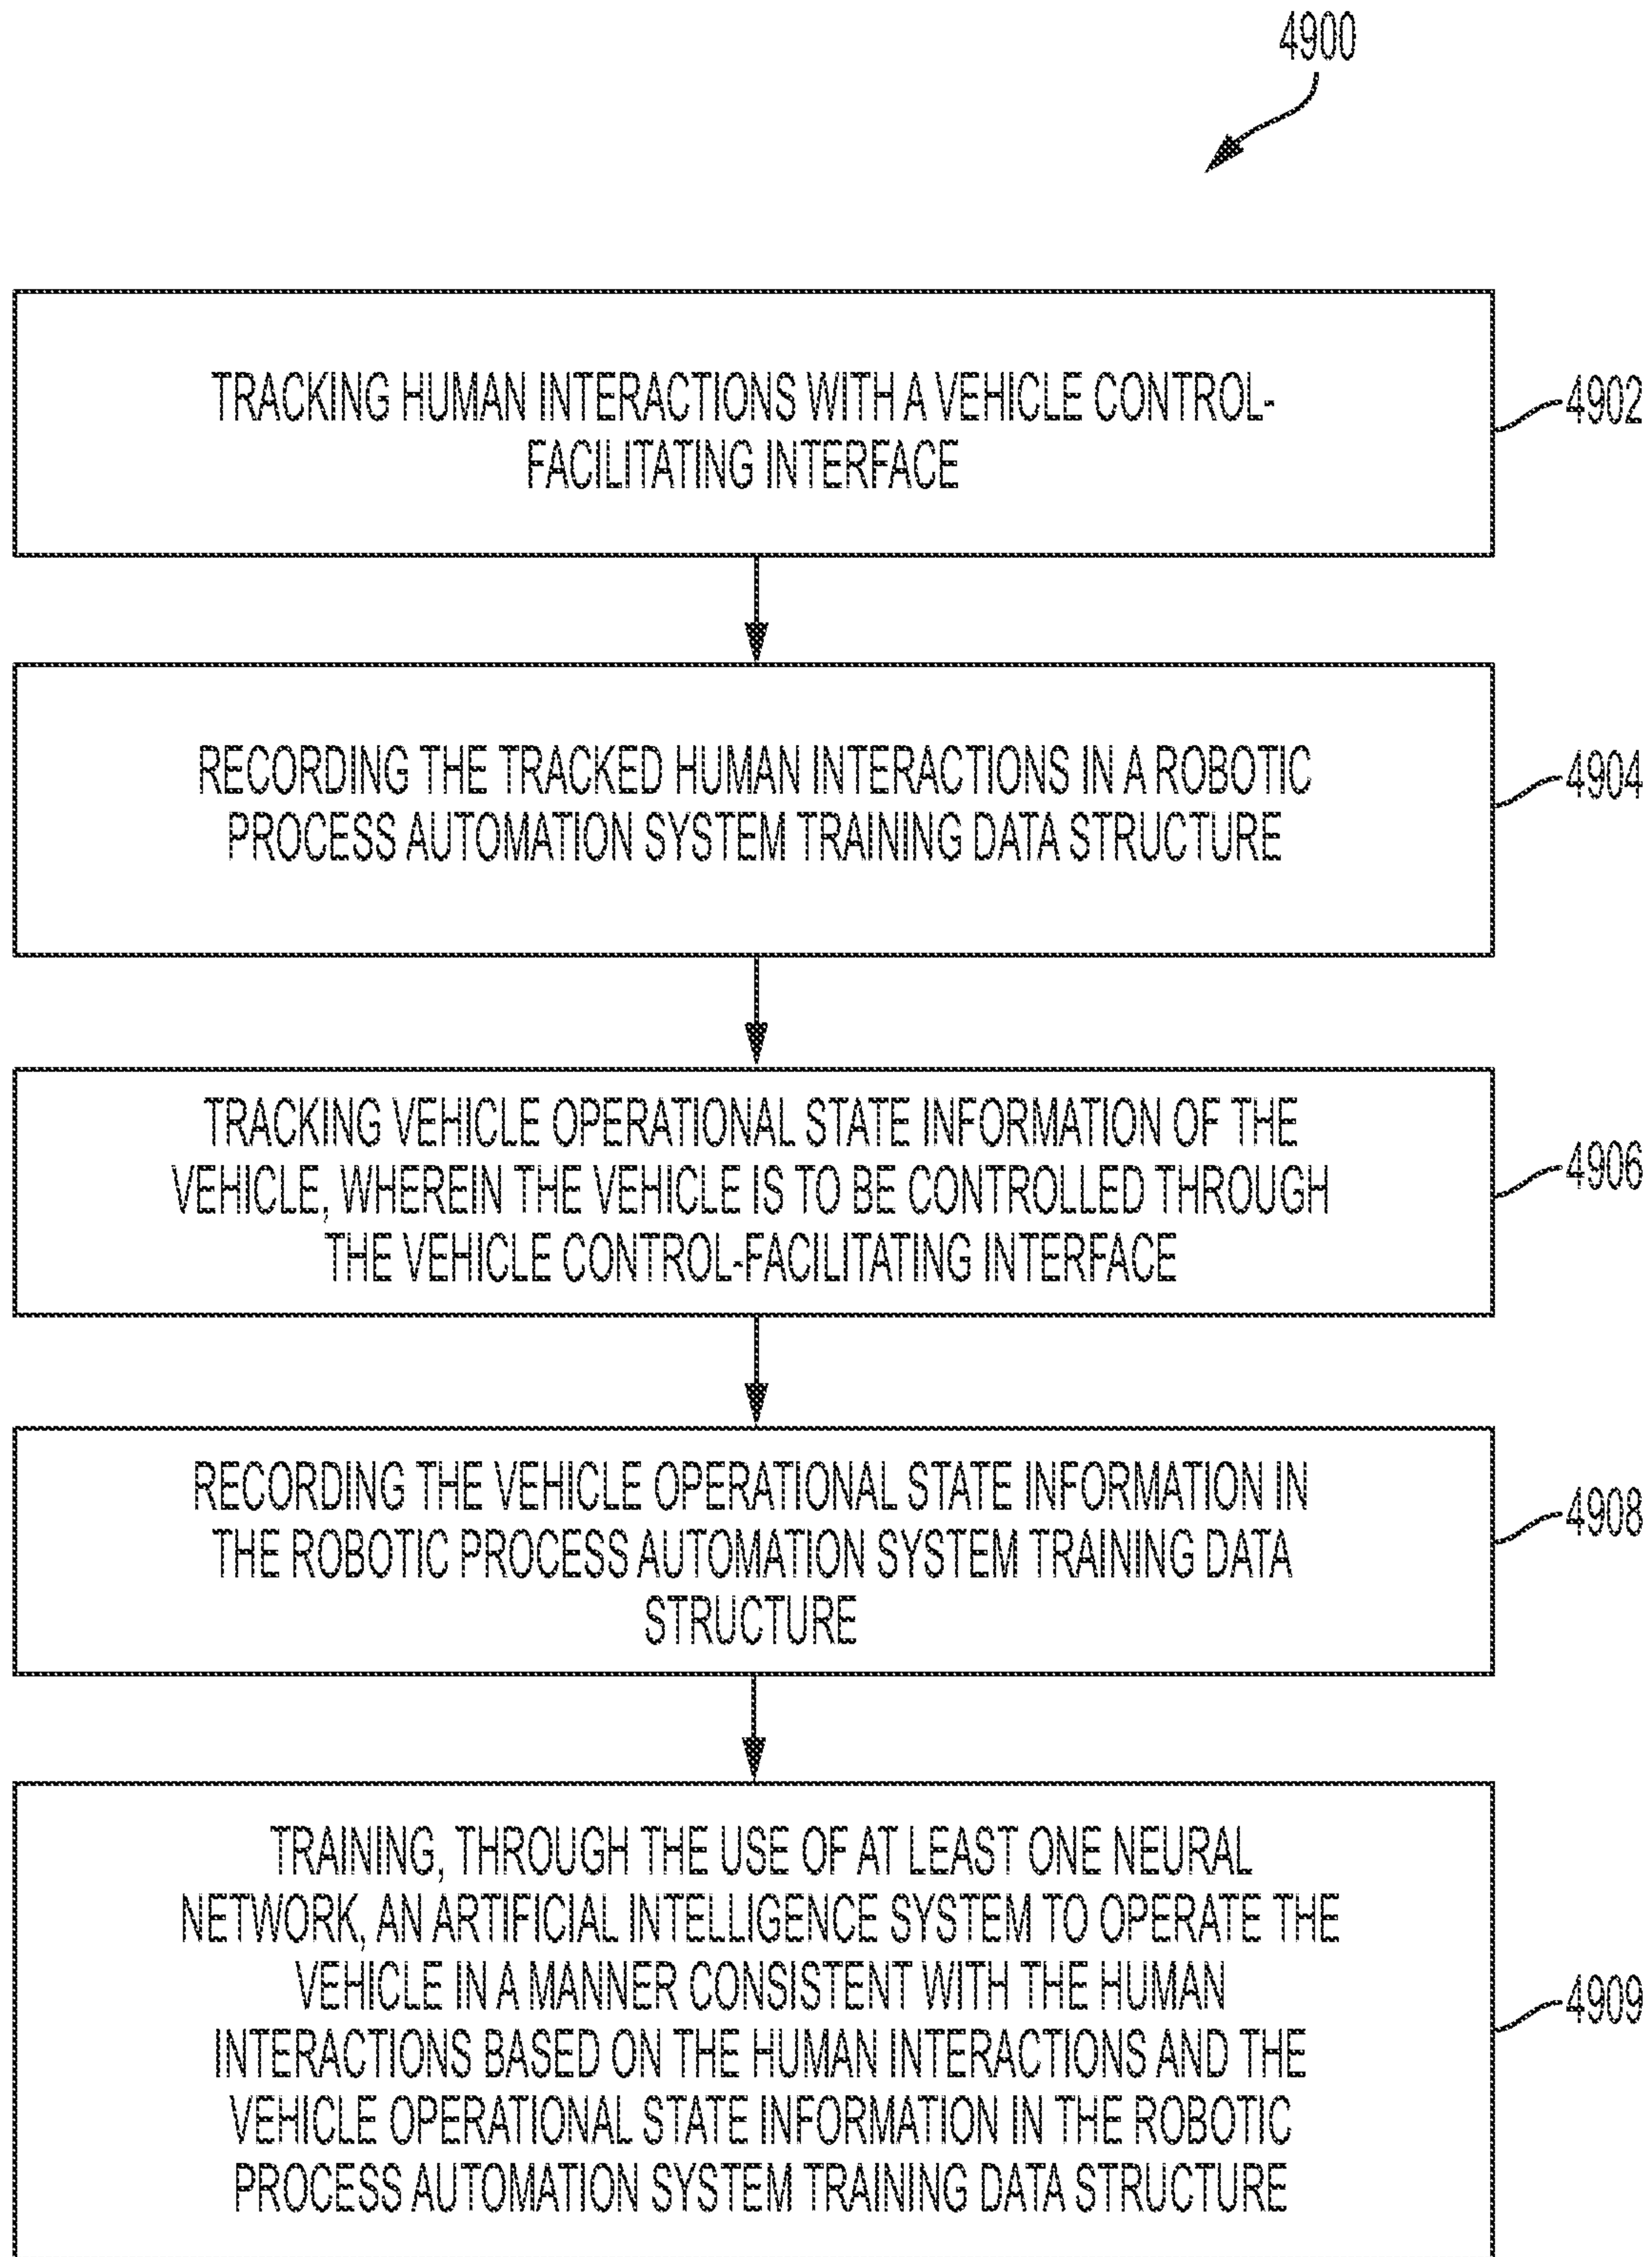 4900
TRACKING HUMAN INTERACTIONS WITH A VEHICLE CONTROL-
FACILITATING INTERFACE
4902
RECORDING THE TRACKED HUMAN INTERACTIONS IN A ROBOTIC
PROCESS AUTOMATION SYSTEM TRAINING DATA STRUCTURE
4904
TRACKING VEHICLE OPERATIONAL STATE INFORMATION OF THE
VEHICLE, WHEREIN THE VEHICLE IS TO BE CONTROLLED THROUGH
THE VEHICLE CONTROL-FACILITATING INTERFACE
4906
RECORDING THE VEHICLE OPERATIONAL STATE INFORMATION IN
THE ROBOTIC PROCESS AUTOMATION SYSTEM TRAINING DATA
STRUCTURE
4908
TRAINING, THROUGH THE USE OF AT LEAST ONE NEURAL
NETWORK, AN ARTIFICIAL INTELLIGENCE SYSTEM TO OPERATE THE
VEHICLE IN A MANNER CONSISTENT WITH THE HUMAN
INTERACTIONS BASED ON THE HUMAN INTERACTIONS AND THE
VEHICLE OPERATIONAL STATE INFORMATION IN THE ROBOTIC
PROCESS AUTOMATION SYSTEM TRAINING DATA STRUCTURE
4909